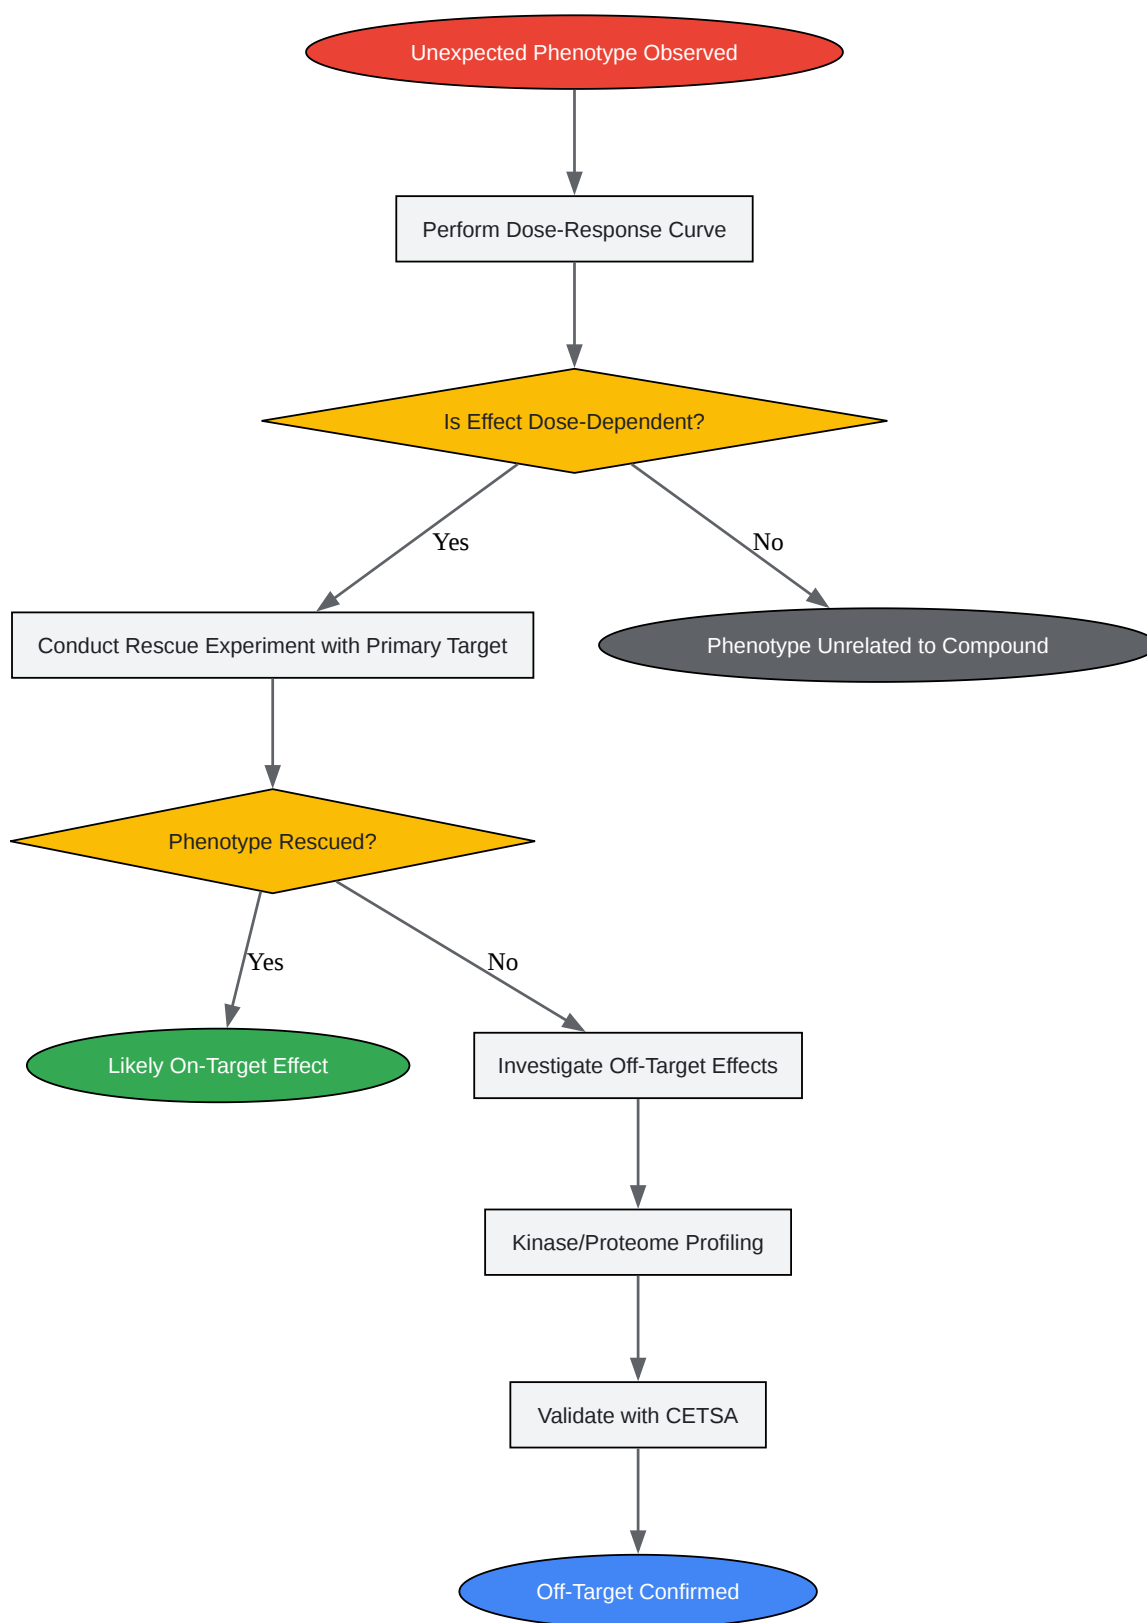 Unexpected Phenotype Observed
Perform Dose-Response Curve
Is Effect Dose-Dependent?
Yes
No
Conduct Rescue Experiment with Primary Target
Phenotype Unrelated to Compound
Phenotype Rescued?
Yes
No
Likely On-Target Effect
Investigate Off-Target Effects
Kinase/Proteome Profiling
Validate with CETSA
Off-Target Confirmed